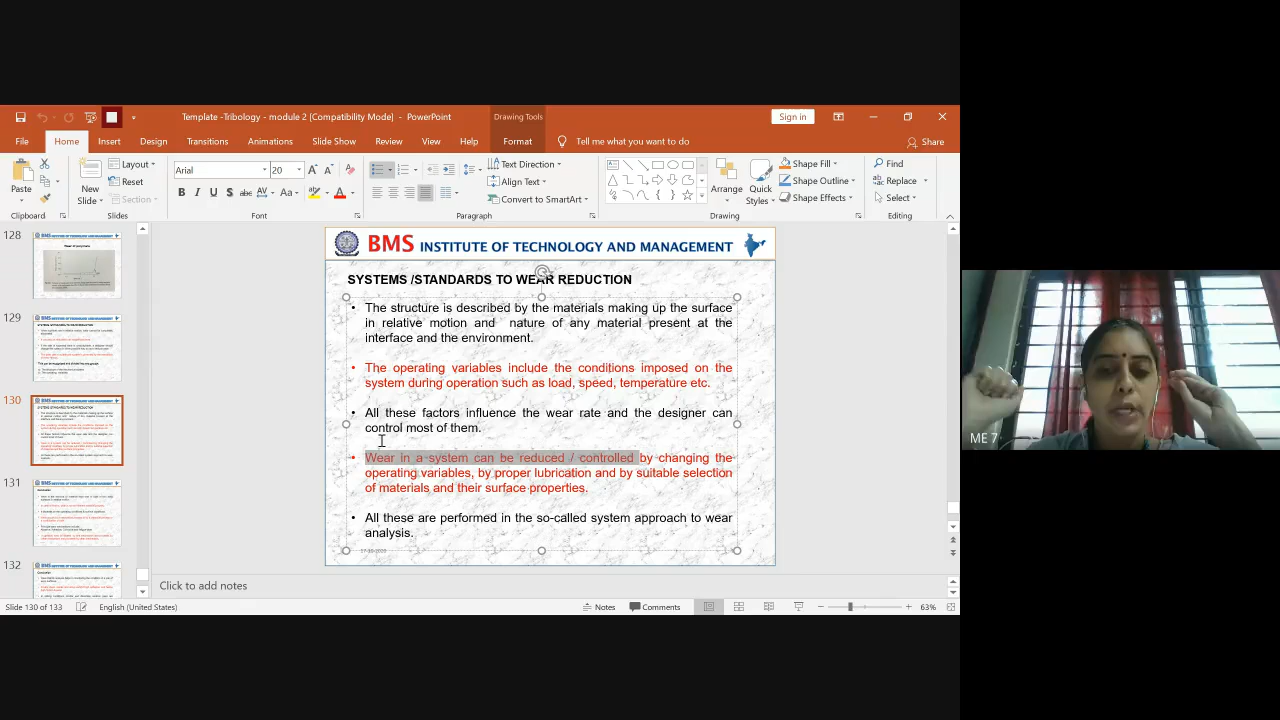 Template -Tribology - module 2 [Compatibility Mode] - PowerPoint
Drawing Tools
Sign in
File
Home
Insert
Design
Transitions
Animations
Slide Show
Review
View
Help
Format
Tell me what you want to do
Share
Paste
New
Slide
Layout
Reset
Section
Arial
20
Text Direction
Align Text
Convert to SmartArt
Arrange
Quick
Styles
Shape Fill
Shape Outline
Shape Effects
Find
Replace
Select
Clipboard
Slides
Font
Paragraph
Drawing
Editing
128
129
130
131
132
BMS INSTITUTE OF TECHNOLOGY AND MANAGEMENT
SYSTEMS /STANDARDS TO WEAR REDUCTION
• The structure is described by the materials making up the surface
in relative motion and nature of any material present at the
interface and the environment.
• The operating variables include the conditions imposed on the
system during operation such as load, speed, temperature etc.
All these factors influence the wear rate and the designer can
control most of them
• Wear in a system can be reduced / controlled by changing the
operating variables, by proper lubrication and by suitable selection
of materials and their surface properties.
All these are points are termed as the system approach to wear
analysis.
ME 7
Click to add notes
Slide 130 of 133
English (United States)
Notes
Comments
63%